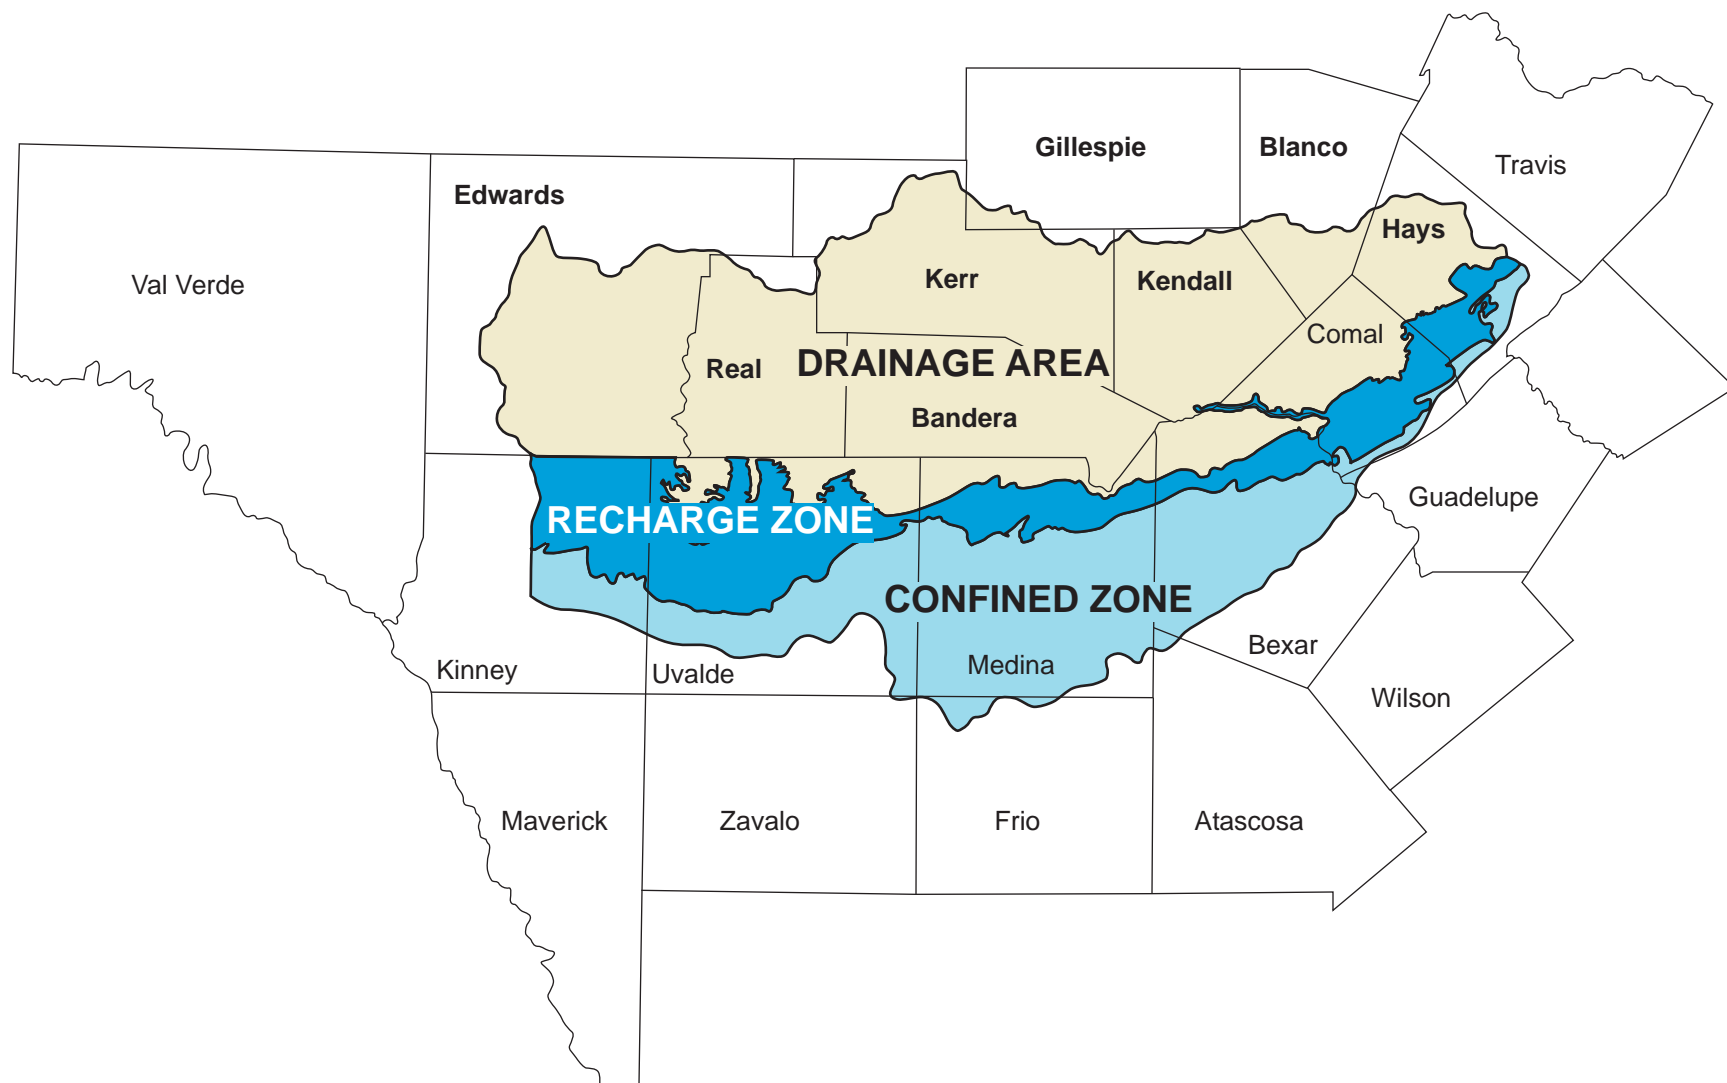 Gillespie
Blanco
Travis
Edwards
Hays
Val Verde
Kerr
Kendall
Comal
Real
DRAINAGE AREA
Bandera
Guadelupe
RECHARGE ZONE
CONFINED ZONE
Bexar
Kinney
Uvalde
Medina
Wilson
Maverick
Zavalo
Frio
Atascosa